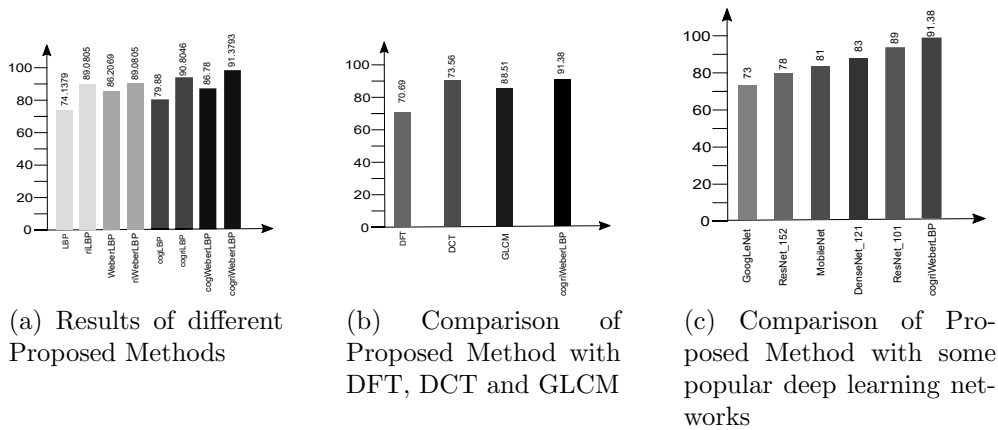 74.1379
89.0805
86.2069
89.0805
79.88
90.8046
86.78
91.3793
100
80
60
40
20
0
LBP
riLBP
WeberLBP
riWeberLBP
cogLBP
cogriLBP
cogWeberLBP
cogriWeberLBP
(a) Results of different
Proposed Methods
70.69
73.56
88.51
91.38
100
80
60
40
20
0
DFT
DCT
GLCM
cogriWeberLBP
(b) Comparison of
Proposed Method with
DFT, DCT and GLCM
73
78
81
83
89
91.38
100
80
60
40
20
0
GoogLeNet
ResNet_152
MobileNet
DenseNet_121
ResNet_101
cogriWeberLBP
(c) Comparison of Pro-
posed Method with some
popular deep learning net-
works